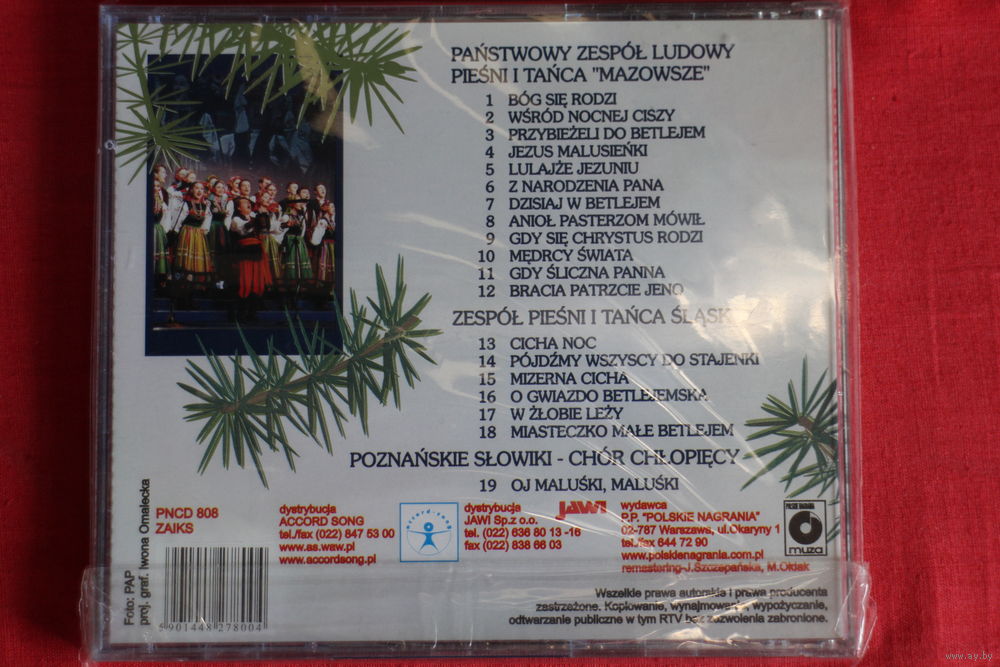 PAŃSTWOWY ZESPÓŁ LUDOWY
PIEŚNI I TAŃCA "MAZOWSZE"
1 BÓG SIĘ RODZI
2 WŚRÓD NOCNEJ CISZY
3 PRZYBIEŻELI DO BETLEJEM
4 JEZUS MALUSIEŃKI
5 LULAJŻE JEZUNIU
6 Z NARODZENIA PANA
7 DZISIAJ W BETLEJEM
8 ANIOŁ PASTERZOM MÓWIŁ
9 GDY SIĘ CHRYSTUS RODZI
10 MĘDRCY ŚWIATA
11 GDY ŚLICZNA PANNA
12 BRACIA PATRZCIE JENO
ZESPÓŁ PIEŚNI I TAŃCA ŚLĄSK
13 CICHA NOC
14 PÓJDŹMY WSZYSCY DO STAJENKI
15 MIZERNA CICHA
16 O GWIAZDO BETLEJEMSKA
17 W ŻŁOBIE LEŻY
18 MIASTECZKO MAŁE BETLEJEM
POZNAŃSKIE SŁOWIKI - CHÓR CHŁOPIĘCY
19 OJ MALUŚKI, MALUŚKI
PNCD 808
ZAIKS
dystrybucja
ACCORD SONG
tel./fax (022) 847 53 00
www.as.waw.pl
www.accordsong.pl
accord-song
dystrybucja
JAWI Sp.z o.o.
tel. (022) 636 80 13 -16
fax (022) 838 66 03
JAWI
wydawca
P.P. "POLSKIE NAGRANIA"
02-787 Warszawa, ul.Okaryny 1
tel./fax 644 72 90
www.polskienagrania.com.pl
remastering-J.Szczepańska, M.Ołdak
POLSKIE NAGRANIA
muza
Foto: PAP
proj. graf. Iwona Omalecka
5 901448 278004
Wszelkie prawa autorskie i prawa producenta
zastrzeżone. Kopiowanie, wynajmowanie, wypożyczanie,
odtwarzanie publiczne w tym RTV bez zezwolenia zabronione.
www.ay.by